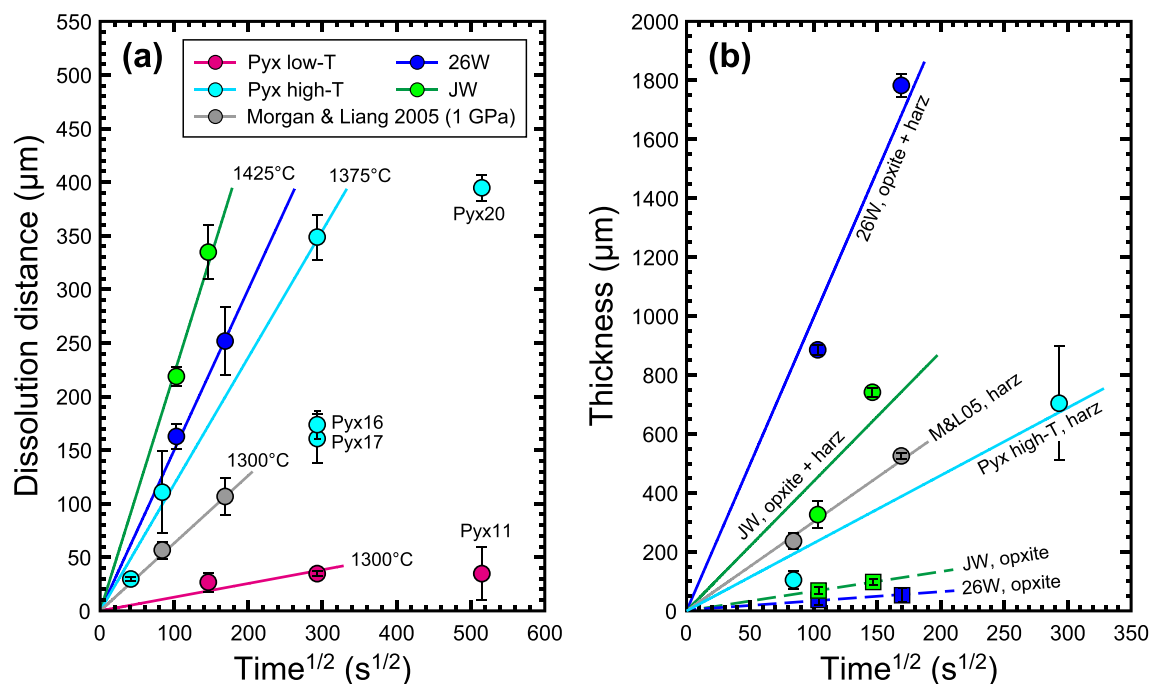 (a)
Pyx low-T
26W
Pyx high-T
JW
Morgan & Liang 2005 (1 GPa)
550
500
450
400
350
300
250
200
150
100
50
0
Dissolution distance (µm)
1425°C
1375°C
Pyx20
Pyx16
Pyx17
1300°C
Pyx11
1300°C
0
100
200
300
400
500
600
Time1/2 (s1/2)
(b)
2000
1800
1600
1400
1200
1000
800
600
400
200
0
Thickness (µm)
26W, opxite + harz
JW, opxite + harz
M&L05, harz
Pyx high-T, harz
JW, opxite
26W, opxite
0
50
100
150
200
250
300
350
Time1/2 (s1/2)